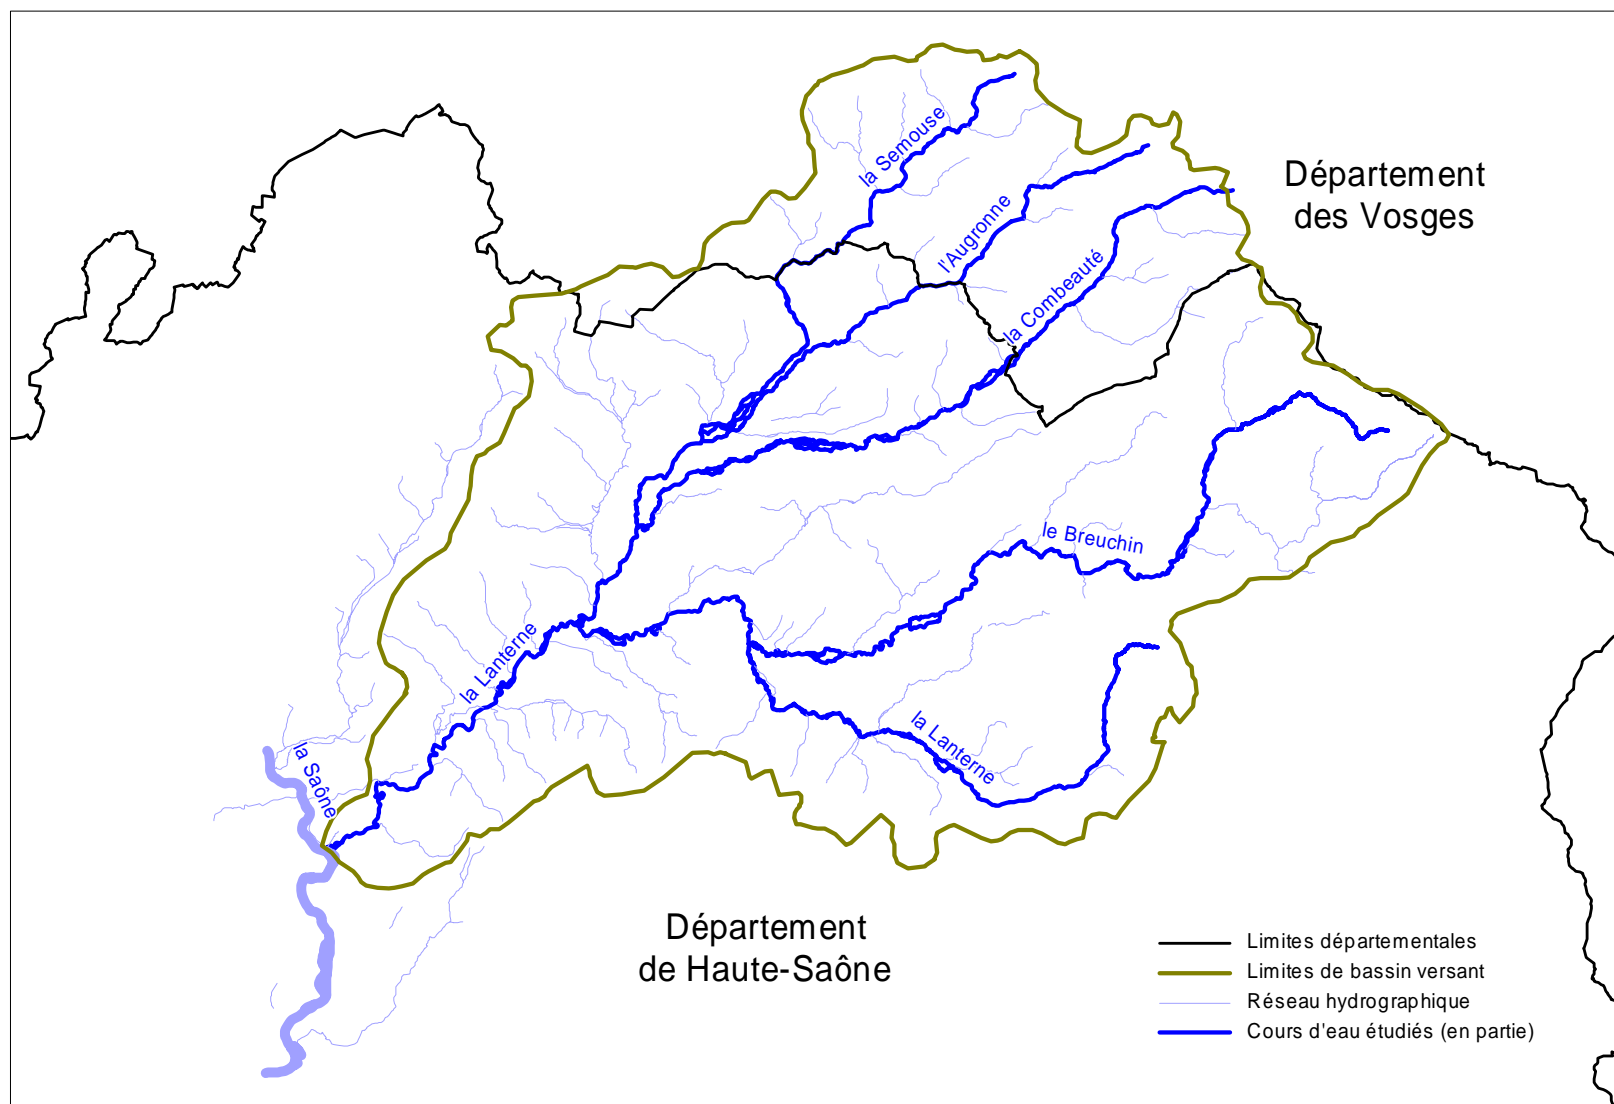 la Semouse
Département
des Vosges
l'Augronne
la Combeauté
le Breuchin
la Lanterne
la Lanterne
la Saône
Département
de Haute-Saône
Limites départementales
Limites de bassin versant
Réseau hydrographique
Cours d'eau étudiés (en partie)